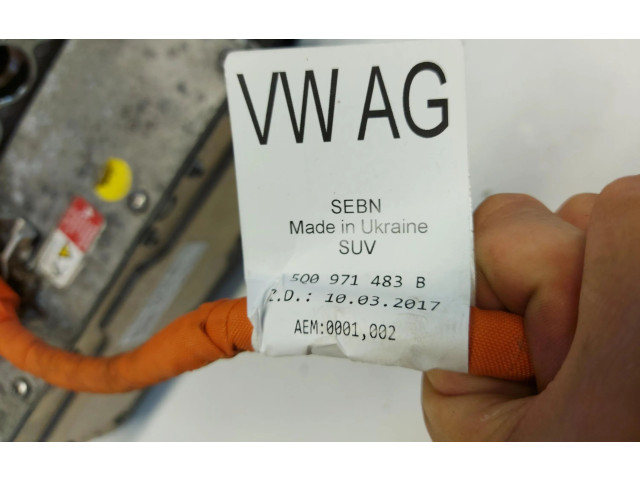 VW AG
SEBN
Made in Ukraine
SUV
5Q0 971 483 B
Z.D.: 10.03.2017
AEM:0001,002